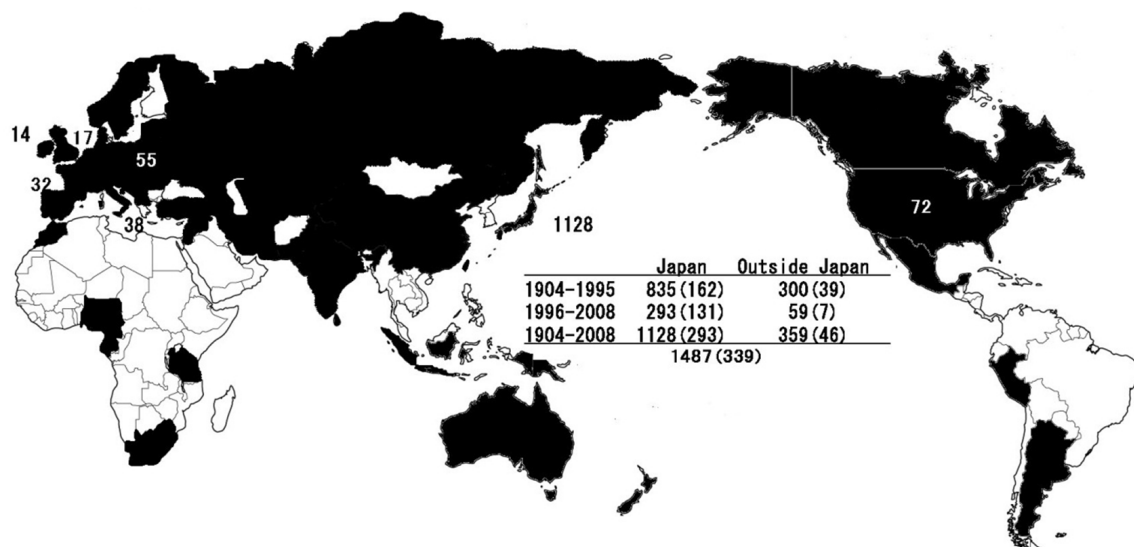 14
17
55
32
38
1128
72
Japan Outside Japan
1904-1995 835(162) 300(39)
1996-2008 293(131) 59(7)
1904-2008 1128(293) 359(46)
1487(339)